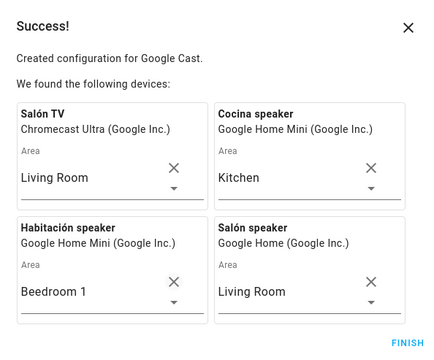 Success!
Created configuration for Google Cast.
We found the following devices:
Salón TV
Chromecast Ultra (Google Inc.)
Area
Living Room
Cocina speaker
Google Home Mini (Google Inc.)
Area
Kitchen
Habitación speaker
Google Home Mini (Google Inc.)
Area
Beedroom 1
Salón speaker
Google Home (Google Inc.)
Area
Living Room
FINISH